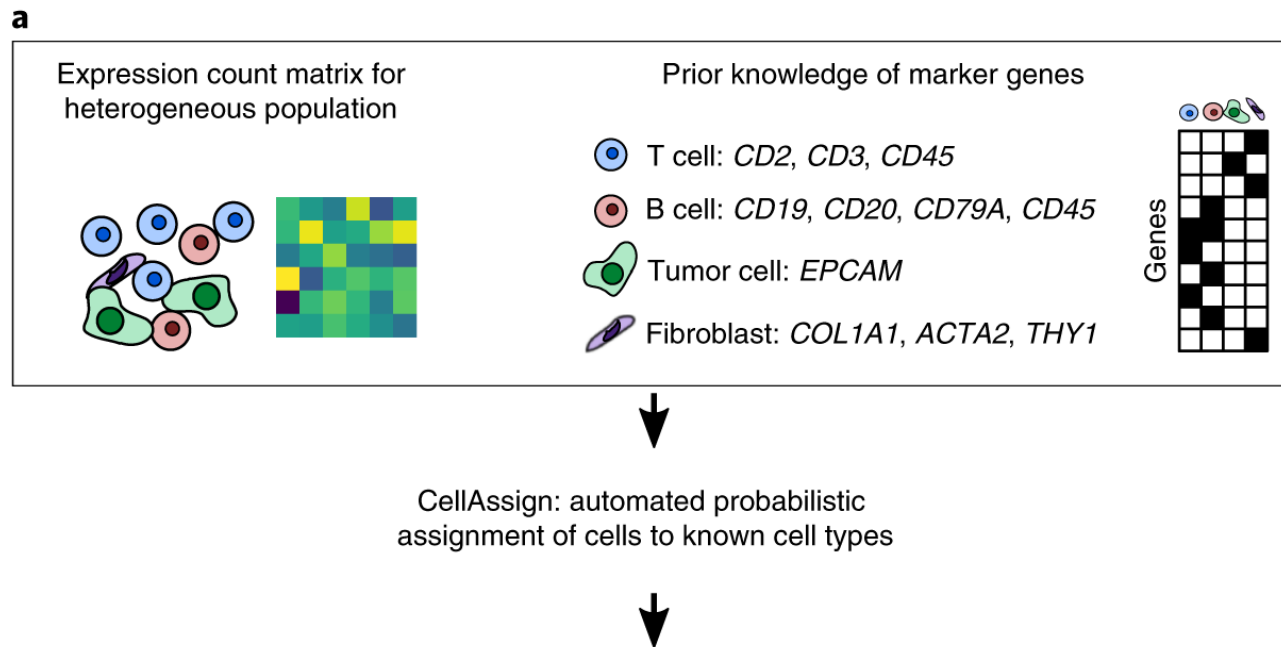 a
Expression count matrix for
heterogeneous population
Prior knowledge of marker genes
T cell: CD2, CD3, CD45
B cell: CD19, CD20, CD79A, CD45
Tumor cell: EPCAM
Fibroblast: COL1A1, ACTA2, THY1
Genes
CellAssign: automated probabilistic
assignment of cells to known cell types